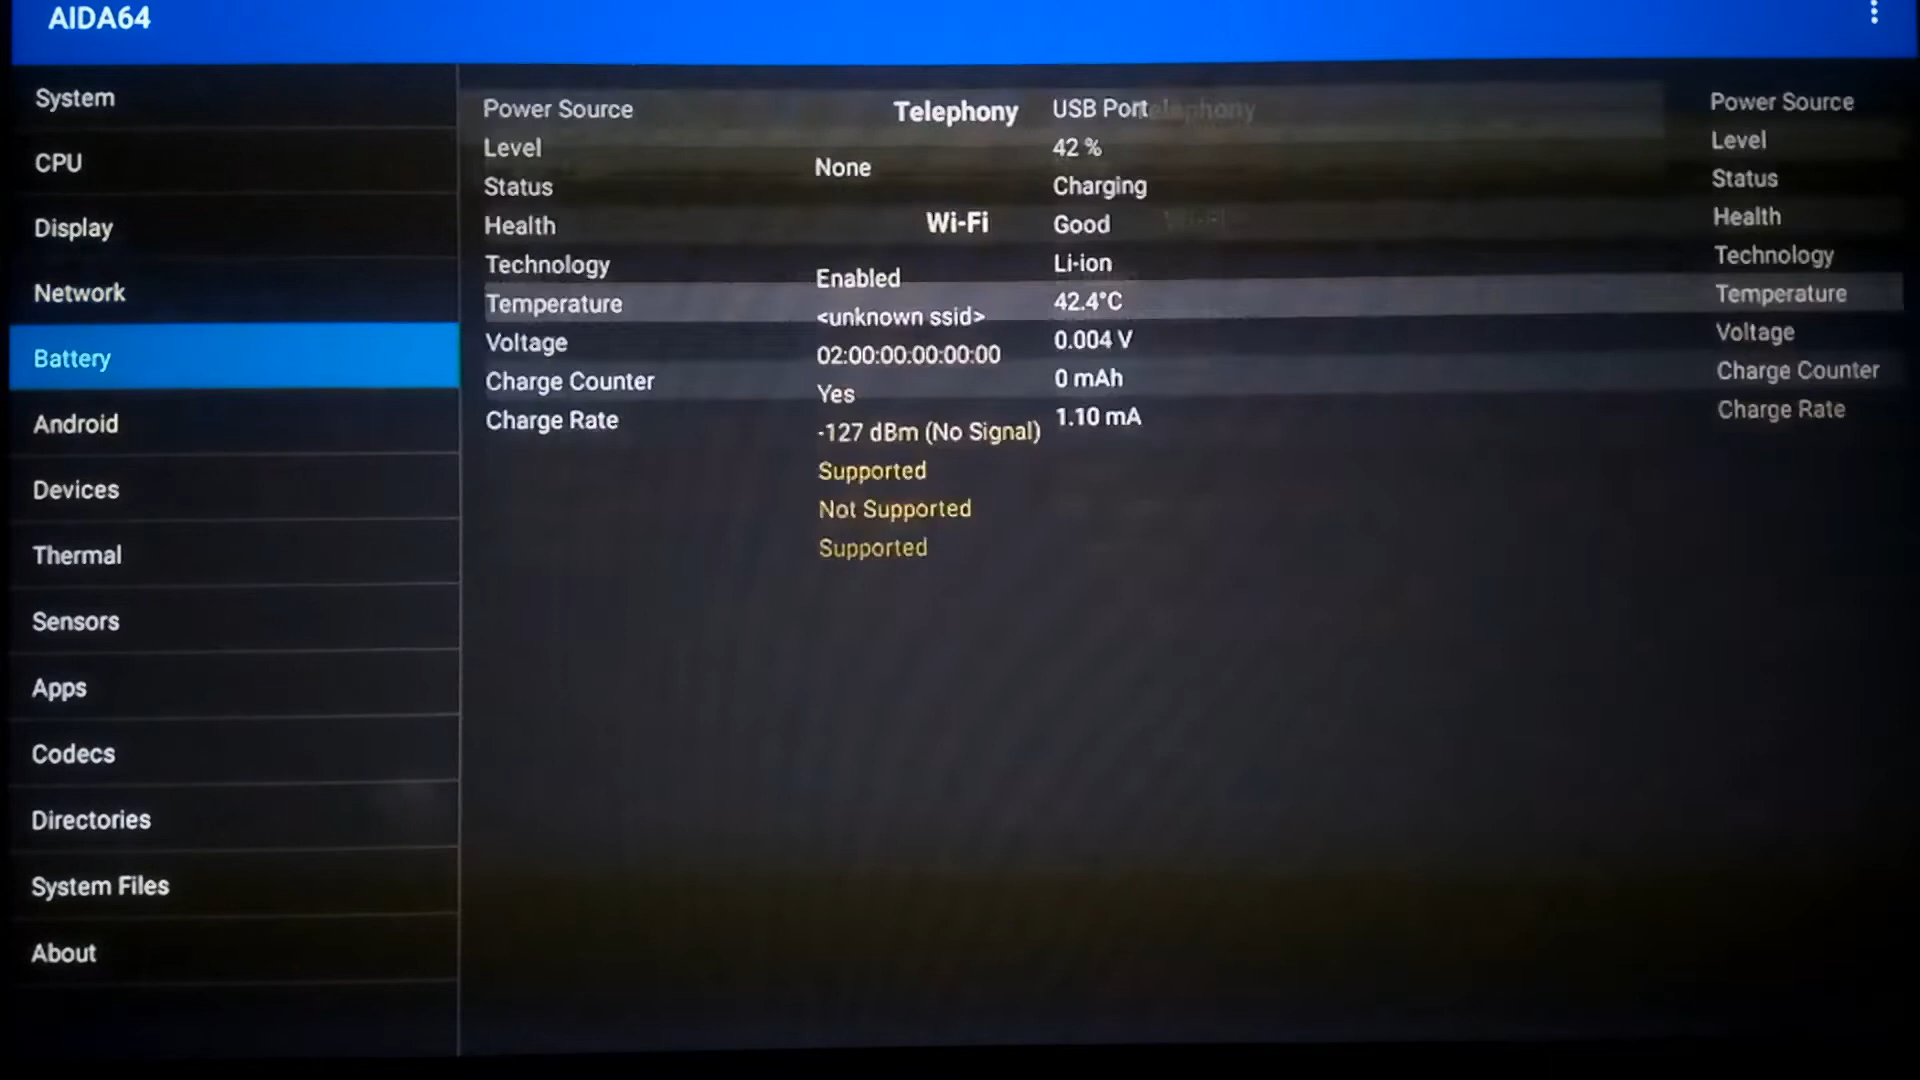 AIDA64
System
CPU
Display
Network
Battery
Android
Devices
Thermal
Sensors
Apps
Codecs
Directories
System Files
About
Power Source
Level
Status
Health
Technology
Temperature
Voltage
Charge Counter
Charge Rate
Telephony
None
Wi-Fi
Enabled
<unknown ssid>
02:00:00:00:00:00
Yes
-127 dBm (No Signal)
Supported
Not Supported
Supported
USB Port
42 %
Charging
Good
Li-ion
42.4°C
0.004 V
0 mAh
1.10 mA
Telephony
Wi-Fi
Power Source
Level
Status
Health
Technology
Temperature
Voltage
Charge Counter
Charge Rate